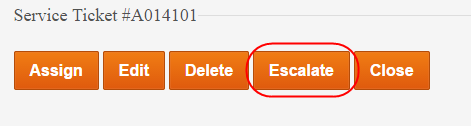 Service Ticket #A014101
Assign Edit Delete Escalate Close